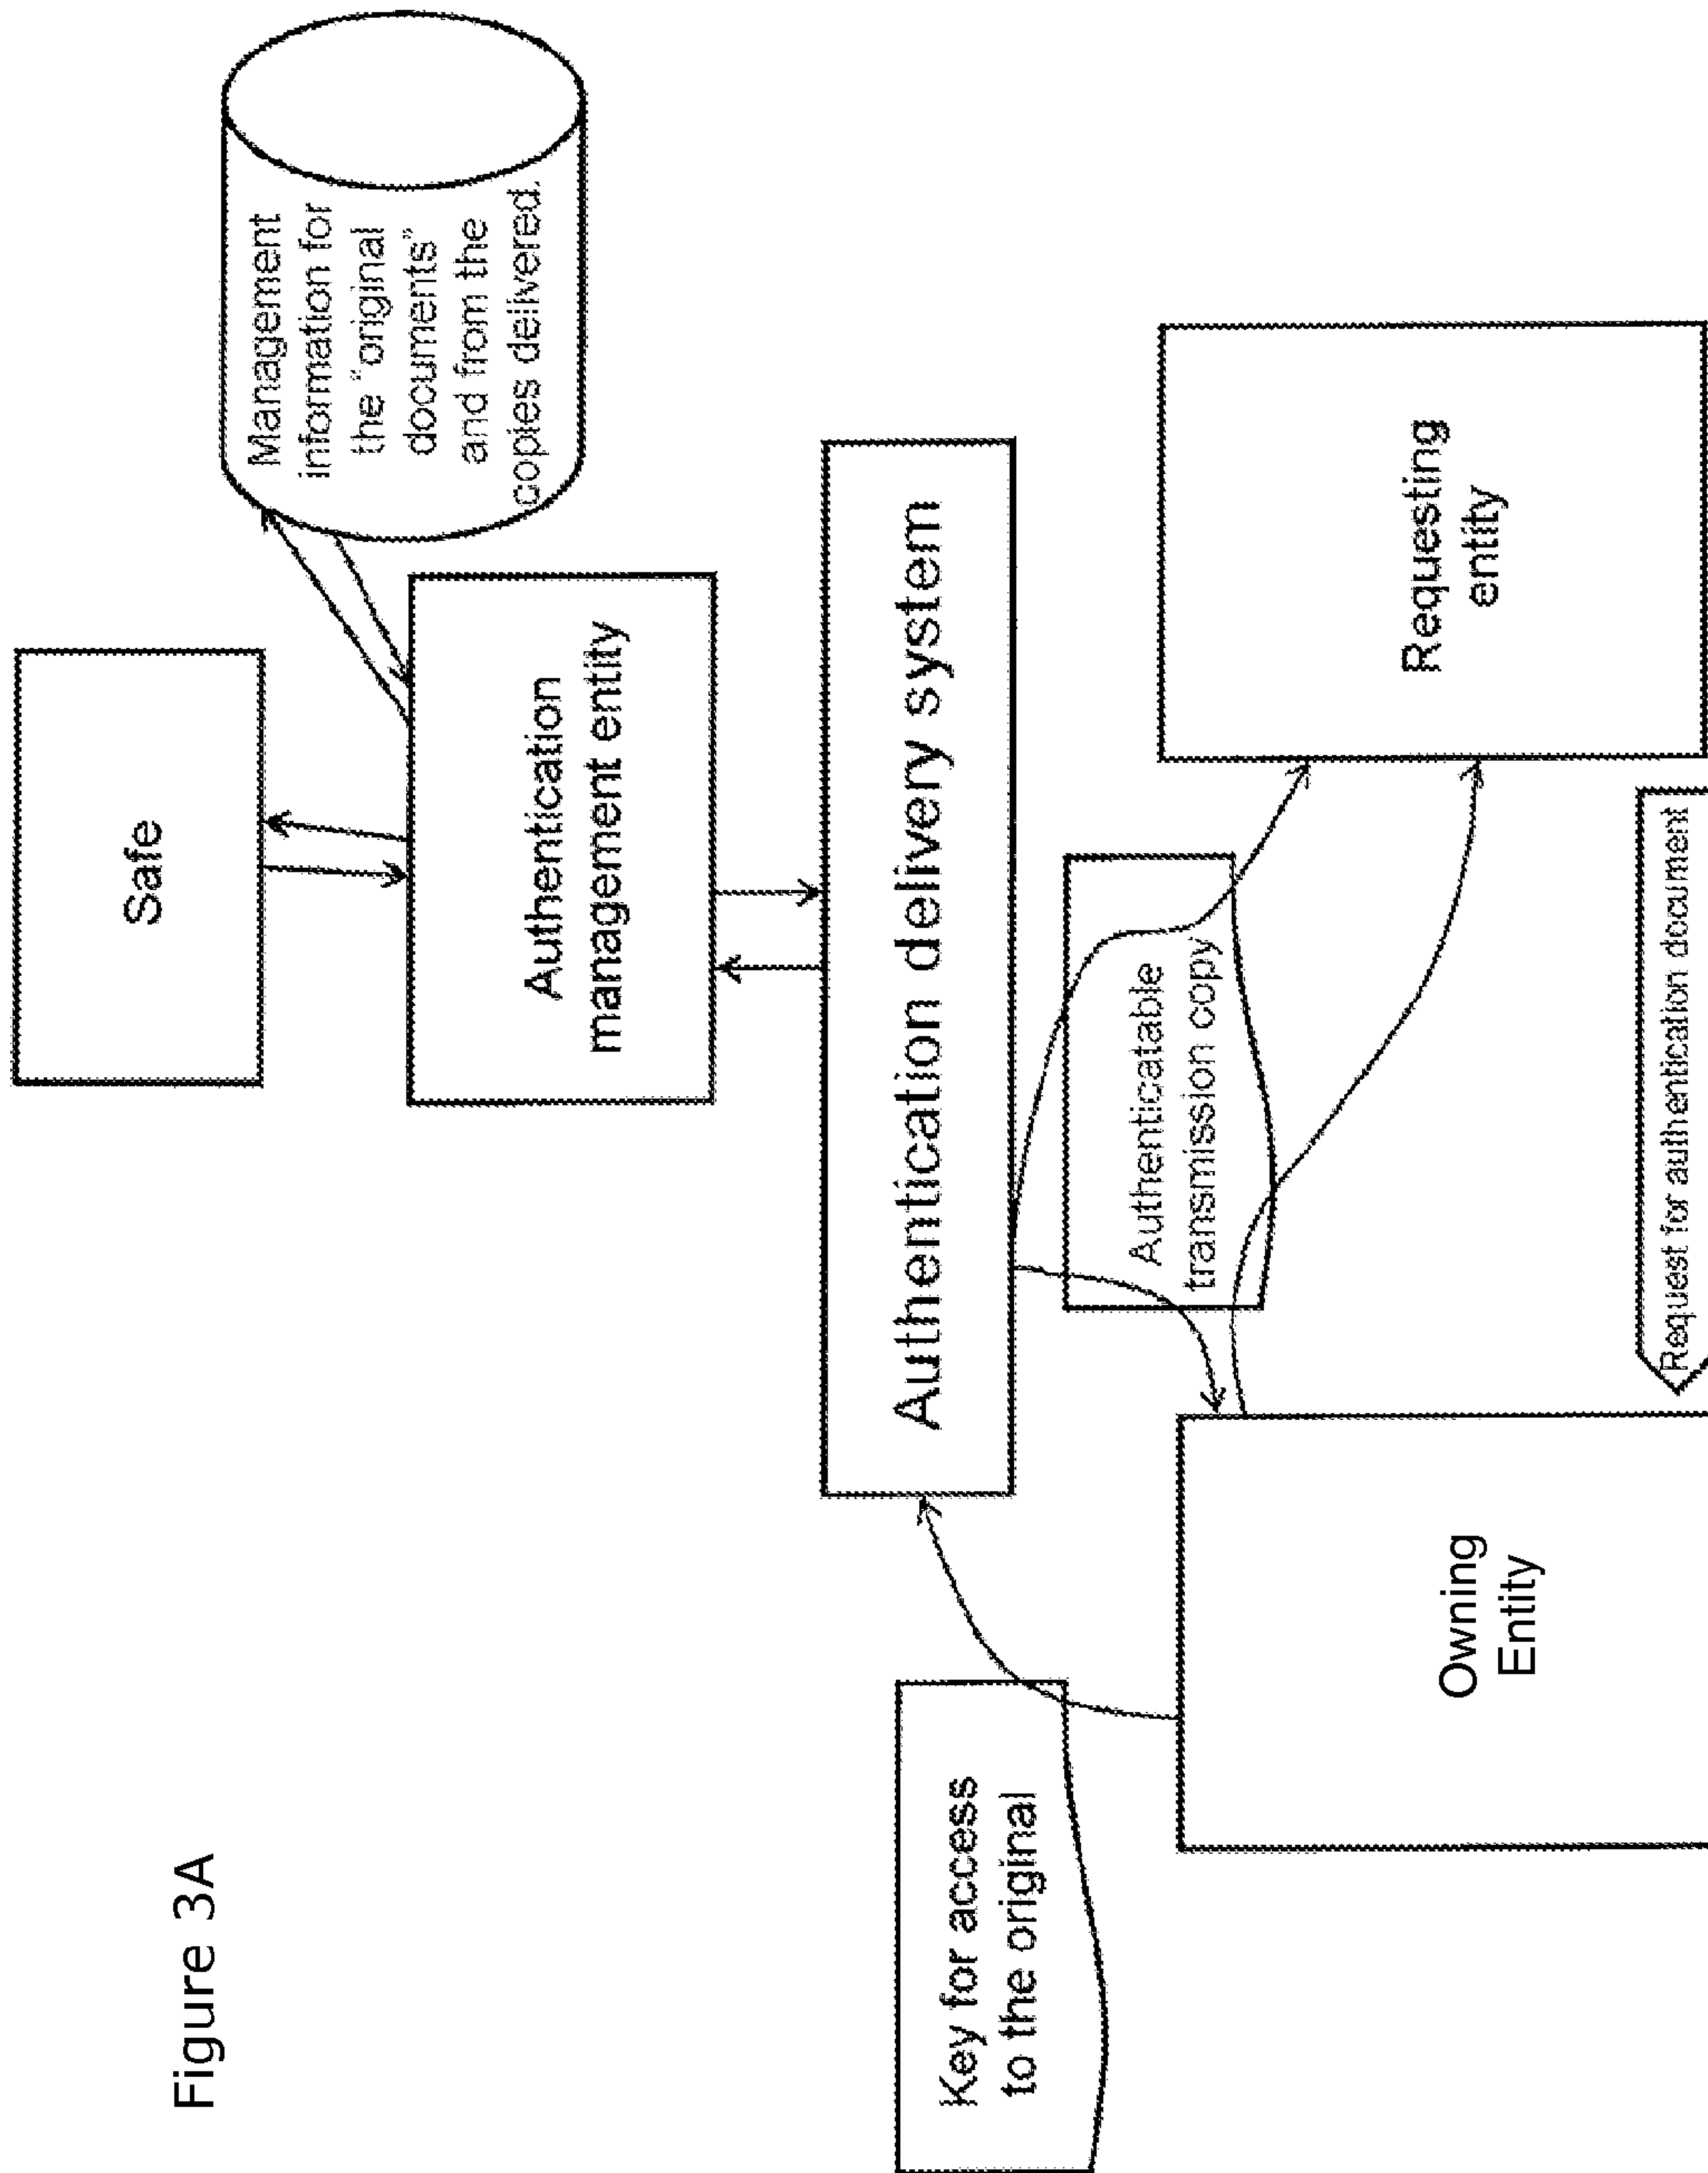 Figure 3A
Safe
Management
information for
the "original
documents"
and from the
copies delivered.
Authentication
management entity
Authentication delivery system
Key for access
to the original
Authenticatable
transmission copy
Owning
Entity
Requesting
entity
Request for authentication document